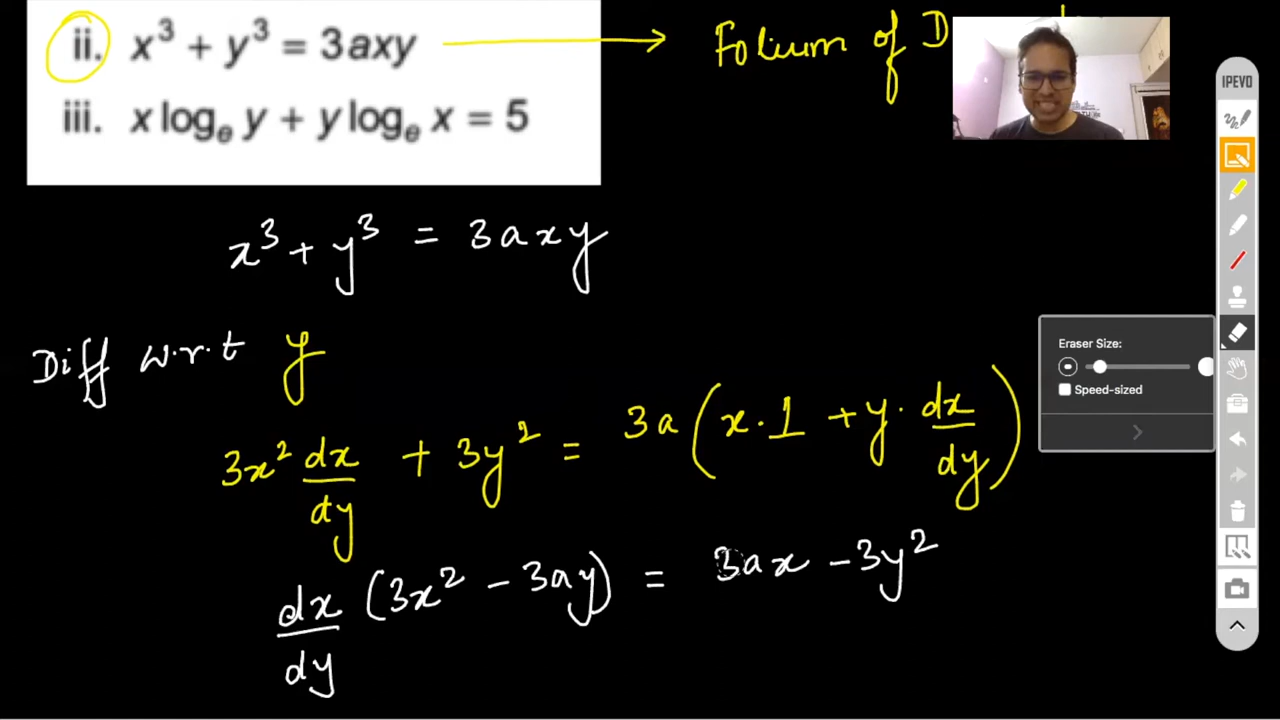 ii. x³ + y³ = 3axy → Folium of D
iii. x logₑ y + y logₑ x = 5
IPEVO
x³ + y³ = 3axy
Diff w.r.t y
Eraser Size:
Speed-sized
3x² dx/dy + 3y² = 3a(x·1 + y·dx/dy)
dx/dy (3x² - 3ay) = 3ax - 3y²